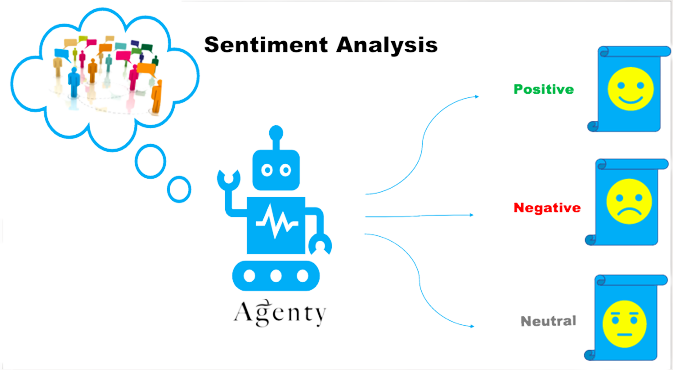 Sentiment Analysis
Positive
Negative
Agenty
Neutral